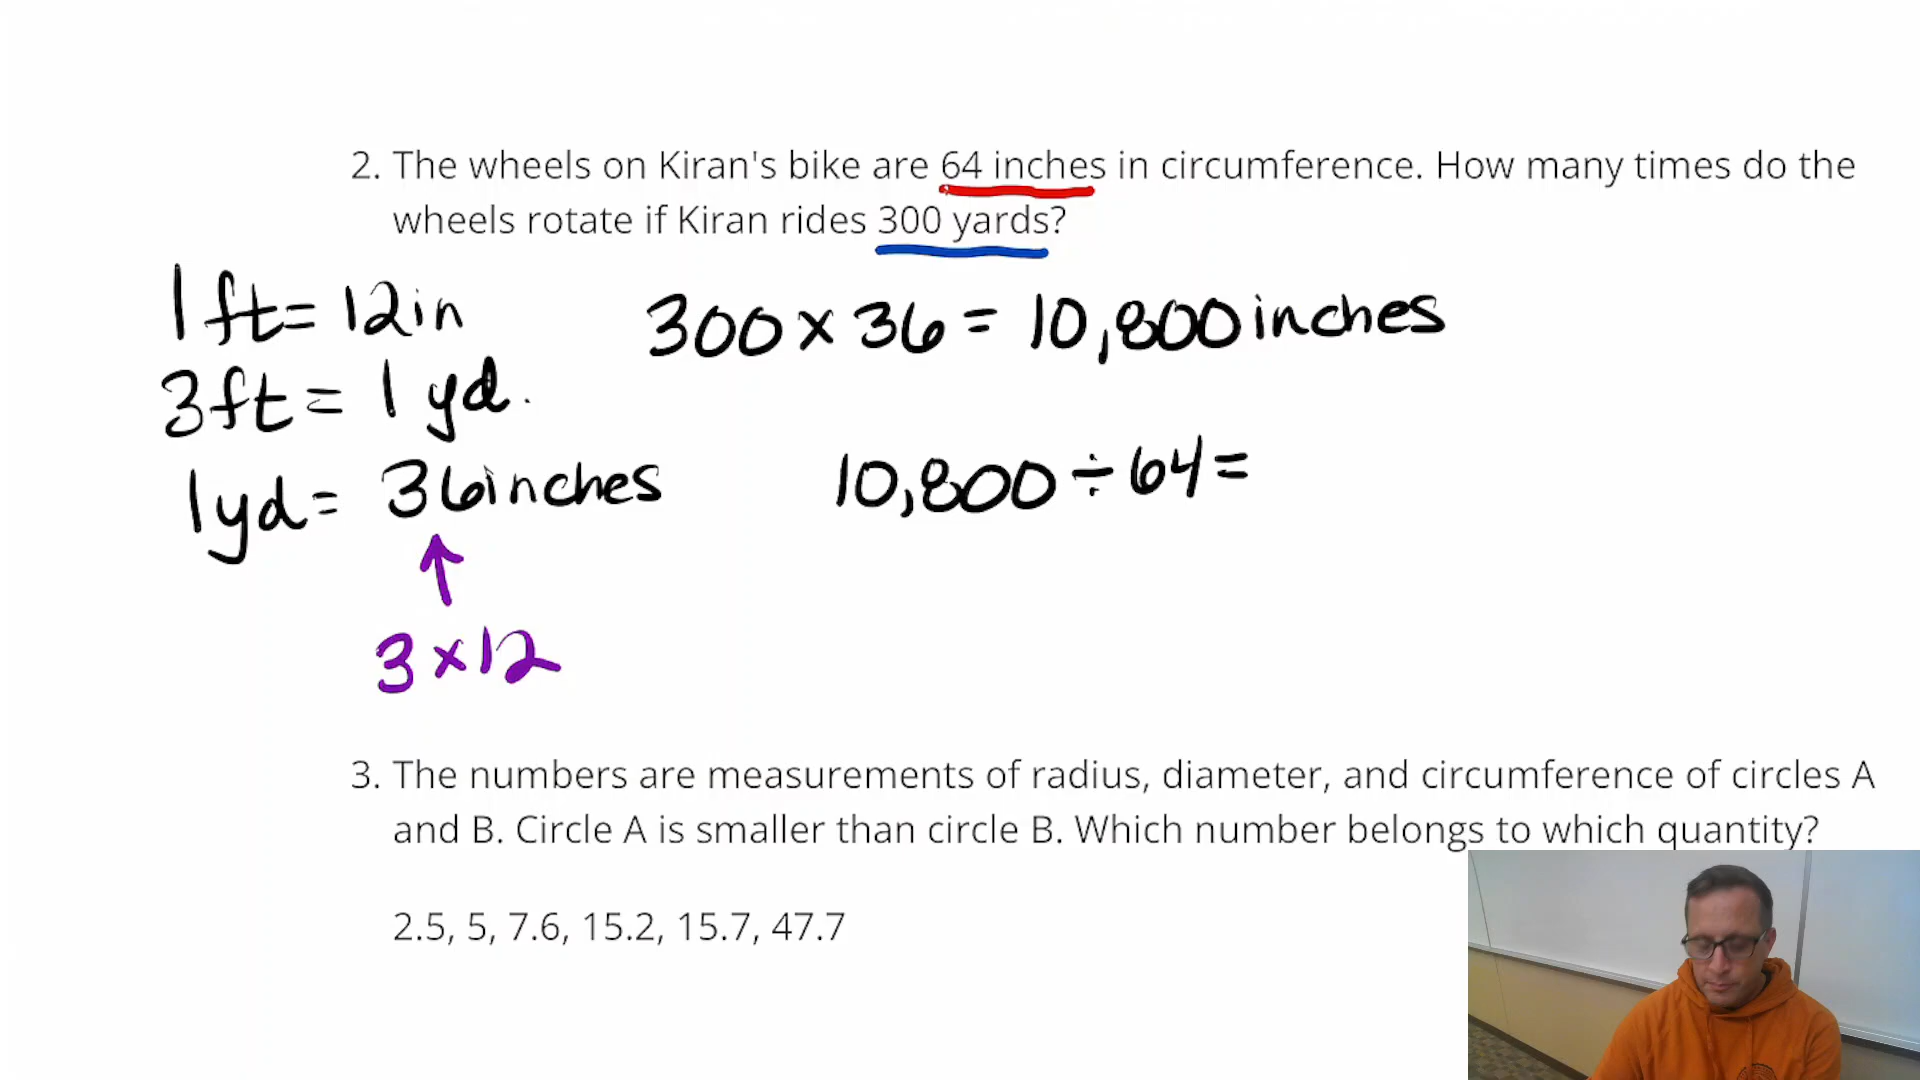 2. The wheels on Kiran's bike are 64 inches in circumference. How many times do the
wheels rotate if Kiran rides 300 yards?
1 ft = 12 in
300 x 36 = 10,800 inches
3 ft = 1 yd.
1 yd = 36 inches
10,800 ÷ 64 =
3 x 12
3. The numbers are measurements of radius, diameter, and circumference of circles A
and B. Circle A is smaller than circle B. Which number belongs to which quantity?
2.5, 5, 7.6, 15.2, 15.7, 47.7